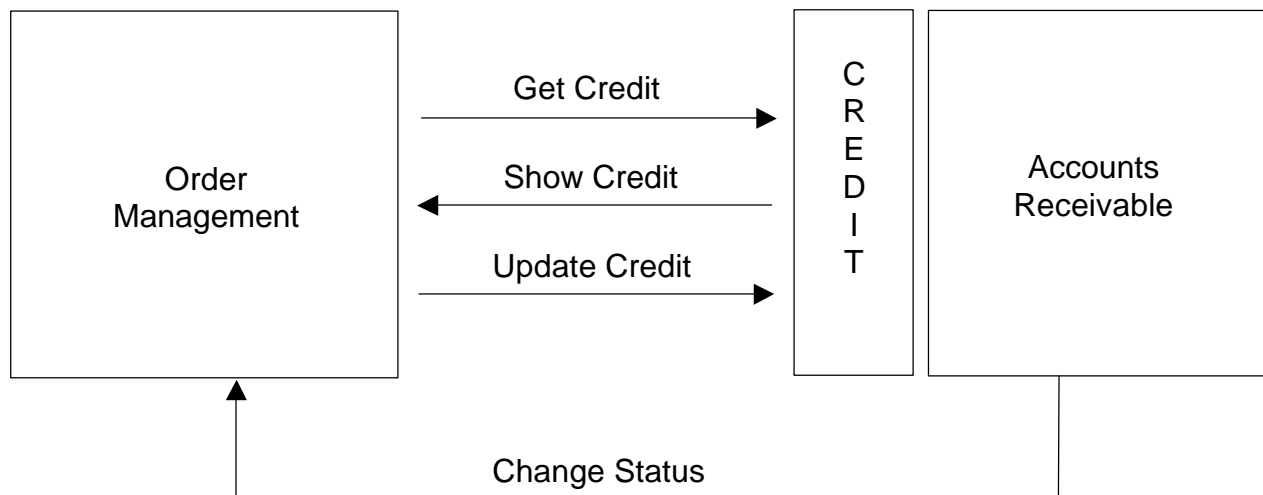 Order
Management
Get Credit
Show Credit
Update Credit
C
R
E
D
I
T
Accounts
Receivable
Change Status